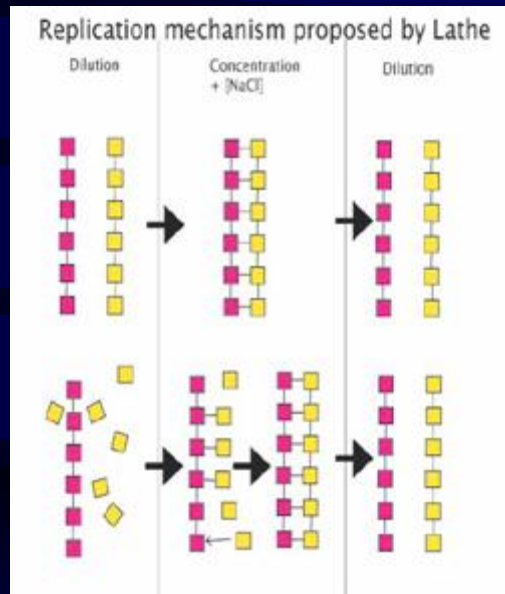 Replication mechanism proposed by Lathe
Dilution
Concentration
+ [NaCl]
Dilution